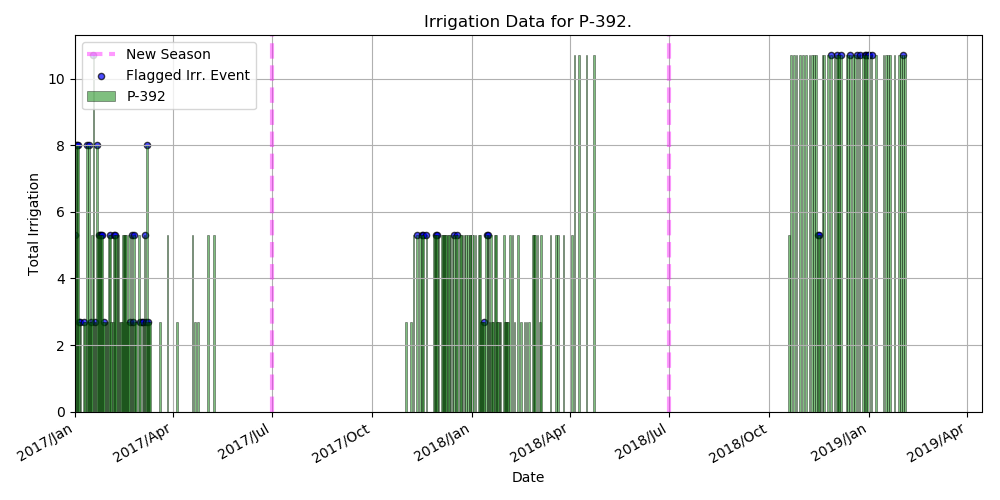 Irrigation Data for P-392.
New Season
Flagged Irr. Event
P-392
Total Irrigation
10
8
6
4
2
0
2017/Jan
2017/Apr
2017/Jul
2017/Oct
2018/Jan
2018/Apr
2018/Jul
2018/Oct
2019/Jan
2019/Apr
Date